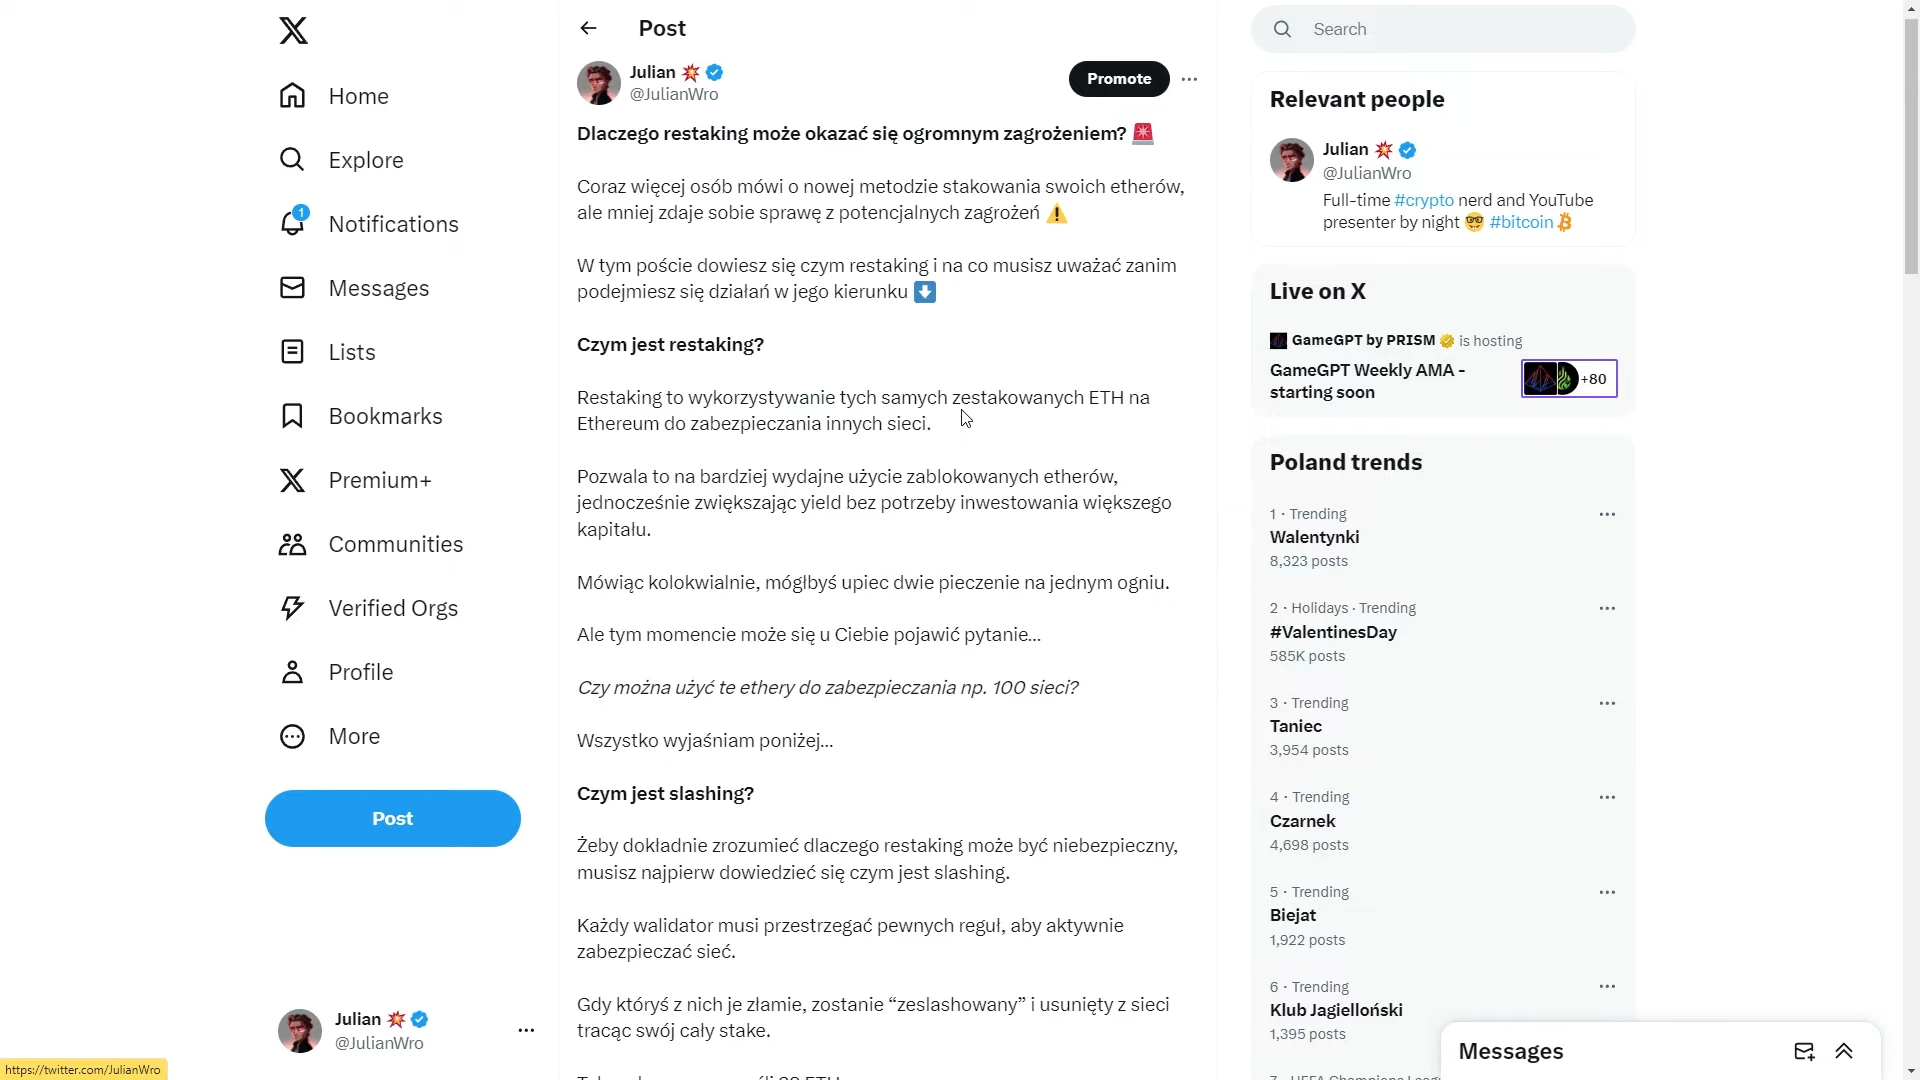 Home
Explore
1
Notifications
Messages
Lists
Bookmarks
Premium+
Communities
Verified Orgs
Profile
More
Post
Julian
@JulianWro
https://twitter.com/JulianWro
Post
Julian
@JulianWro
Promote
Dlaczego restaking może okazać się ogromnym zagrożeniem?
Coraz więcej osób mówi o nowej metodzie stakowania swoich etherów,
ale mniej zdaje sobie sprawę z potencjalnych zagrożeń
W tym poście dowiesz się czym restaking i na co musisz uważać zanim
podejmiesz się działań w jego kierunku
Czym jest restaking?
Restaking to wykorzystywanie tych samych zestakowanych ETH na
Ethereum do zabezpieczania innych sieci.
Pozwala to na bardziej wydajne użycie zablokowanych etherów,
jednocześnie zwiększając yield bez potrzeby inwestowania większego
kapitału.
Mówiąc kolokwialnie, mógłbyś upiec dwie pieczenie na jednym ogniu.
Ale tym momencie może się u Ciebie pojawić pytanie...
Czy można użyć te ethery do zabezpieczania np. 100 sieci?
Wszystko wyjaśniam poniżej...
Czym jest slashing?
Żeby dokładnie zrozumieć dlaczego restaking może być niebezpieczny,
musisz najpierw dowiedzieć się czym jest slashing.
Każdy walidator musi przestrzegać pewnych reguł, aby aktywnie
zabezpieczać sieć.
Gdy któryś z nich je złamie, zostanie “zeslashowany” i usunięty z sieci
tracąc swój cały stake.
Search
Relevant people
Julian
@JulianWro
Full-time #crypto nerd and YouTube
presenter by night #bitcoin
Live on X
GameGPT by PRISM is hosting
GameGPT Weekly AMA -
starting soon
+80
Poland trends
1 · Trending
Walentynki
8,323 posts
2 · Holidays · Trending
#ValentinesDay
585K posts
3 · Trending
Taniec
3,954 posts
4 · Trending
Czarnek
4,698 posts
5 · Trending
Biejat
1,922 posts
6 · Trending
Klub Jagielloński
1,395 posts
Messages